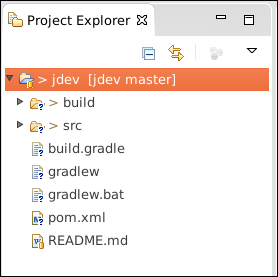 Project Explorer
> jdev [jdev master]
> build
> src
build.gradle
gradlew
gradlew.bat
pom.xml
README.md